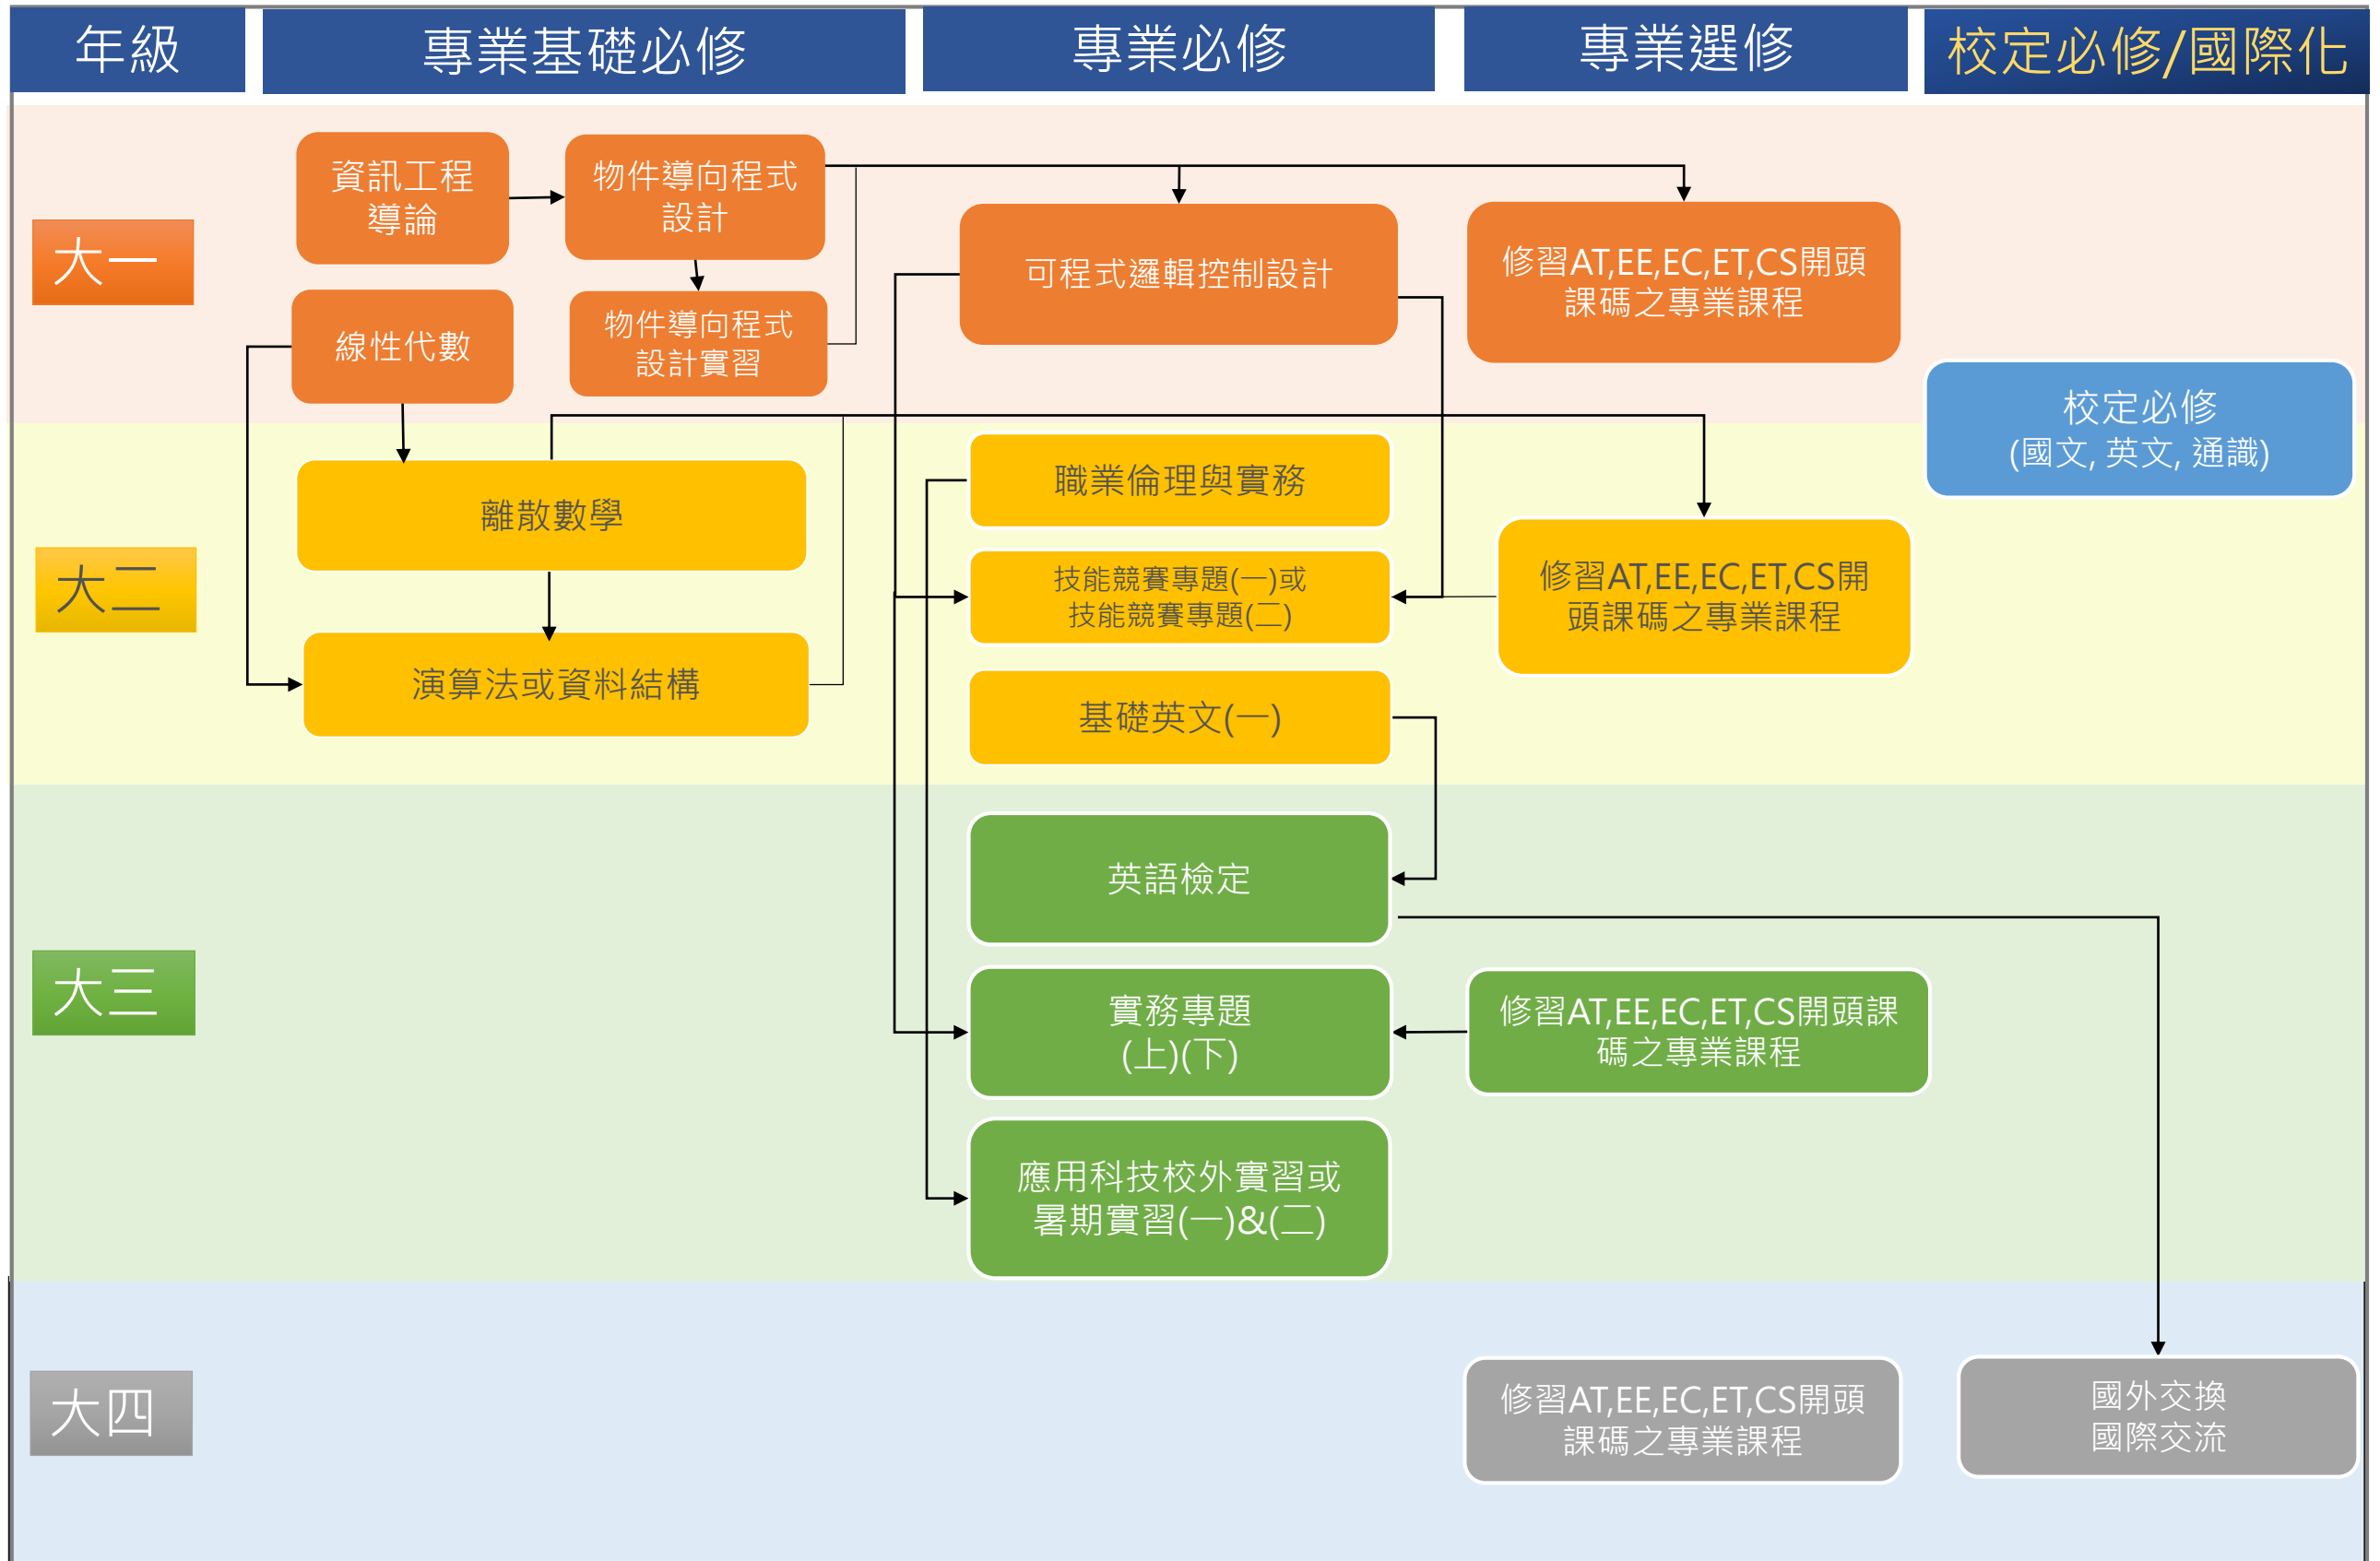 年級
專業基礎必修
專業必修
專業選修
校定必修/國際化
大一
資訊工程
導論
物件導向程式
設計
線性代數
物件導向程式
設計實習
可程式邏輯控制設計
修習AT,EE,EC,ET,CS開頭
課碼之專業課程
校定必修
(國文, 英文, 通識)
大二
離散數學
演算法或資料結構
職業倫理與實務
技能競賽專題(一)或
技能競賽專題(二)
基礎英文(一)
修習AT,EE,EC,ET,CS開
頭課碼之專業課程
大三
英語檢定
實務專題
(上)(下)
應用科技校外實習或
暑期實習(一)&(二)
修習AT,EE,EC,ET,CS開頭課
碼之專業課程
大四
修習AT,EE,EC,ET,CS開頭
課碼之專業課程
國外交換
國際交流